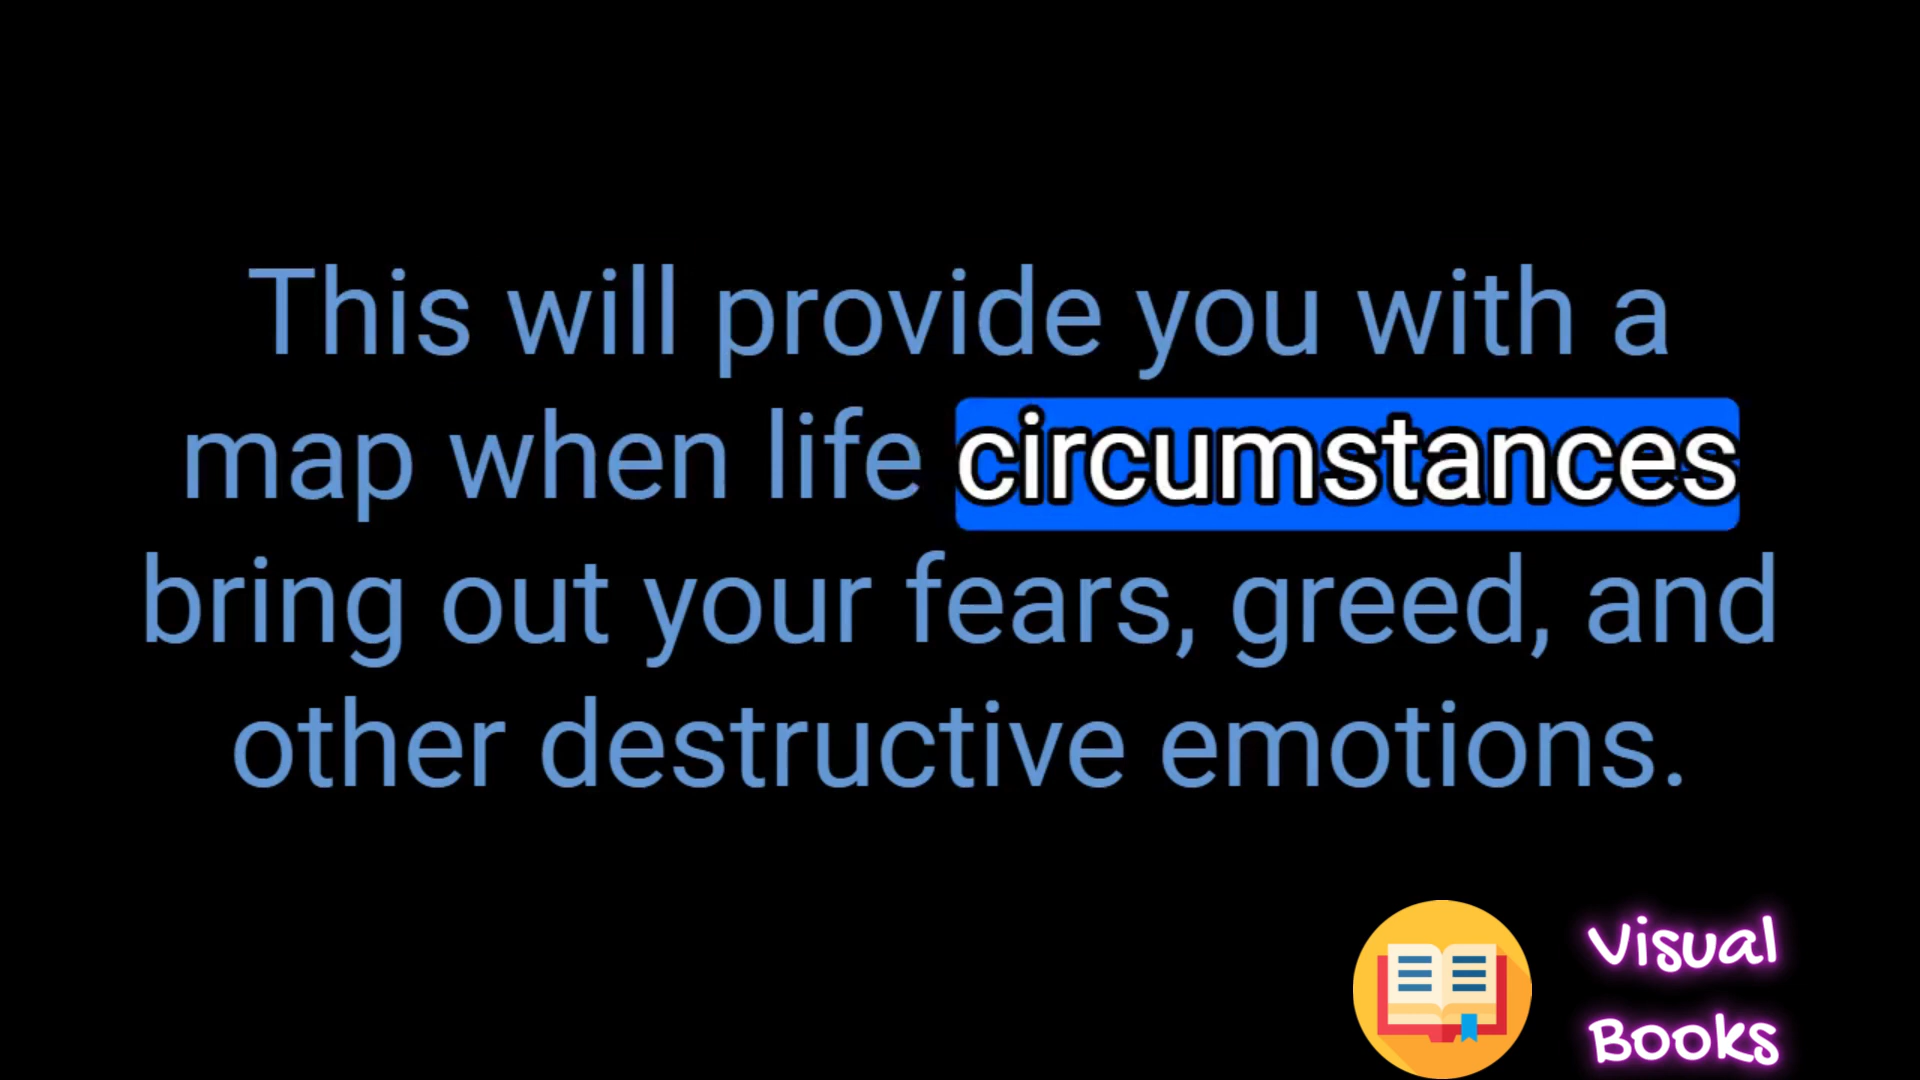 This will provide you with a
map when life circumstances
bring out your fears, greed, and
other destructive emotions.
Visual
Books